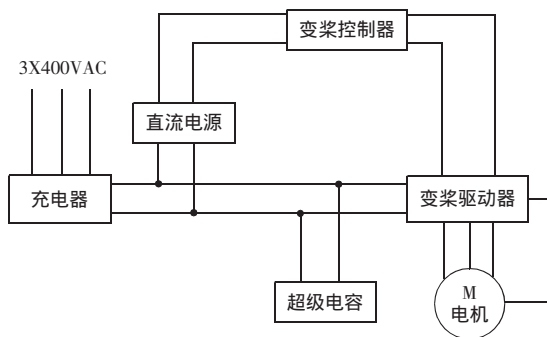 变桨控制器
3X400VAC
直流电源
充电器
变桨驱动器
超级电容
M
电机